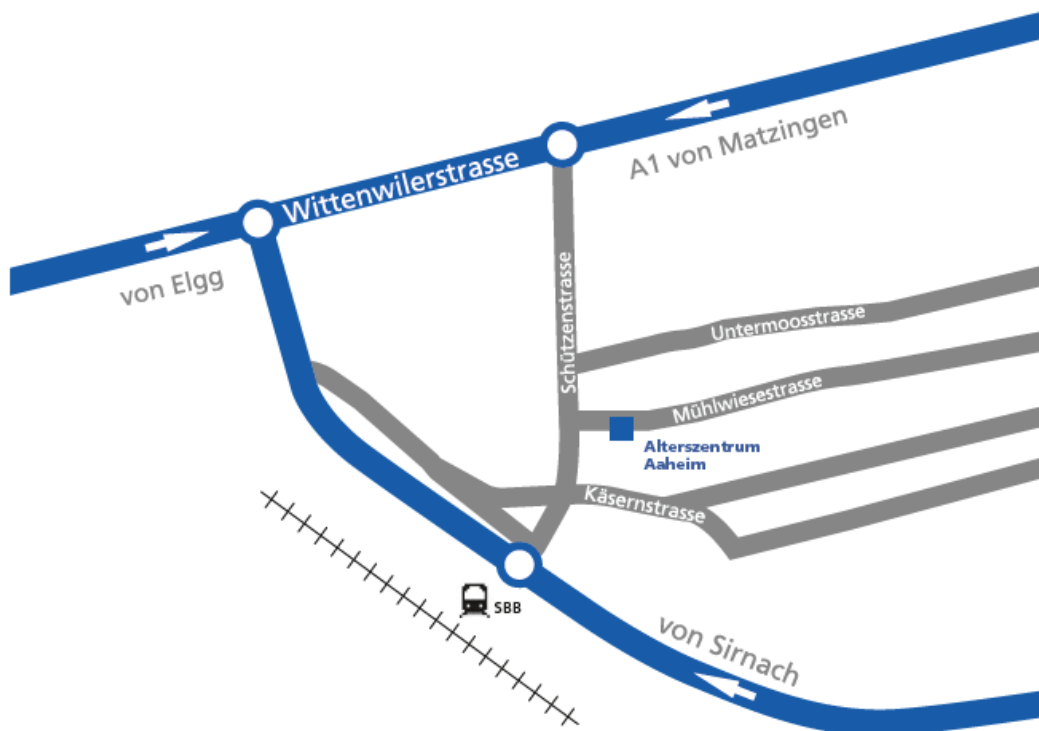 Wittenwilerstrasse
A1 von Matzingen
von Elgg
Schützenstrasse
Untermoosstrasse
Mühlwiesestrasse
Alterszentrum
Aaheim
Käsernstrasse
SBB
von Sirnach